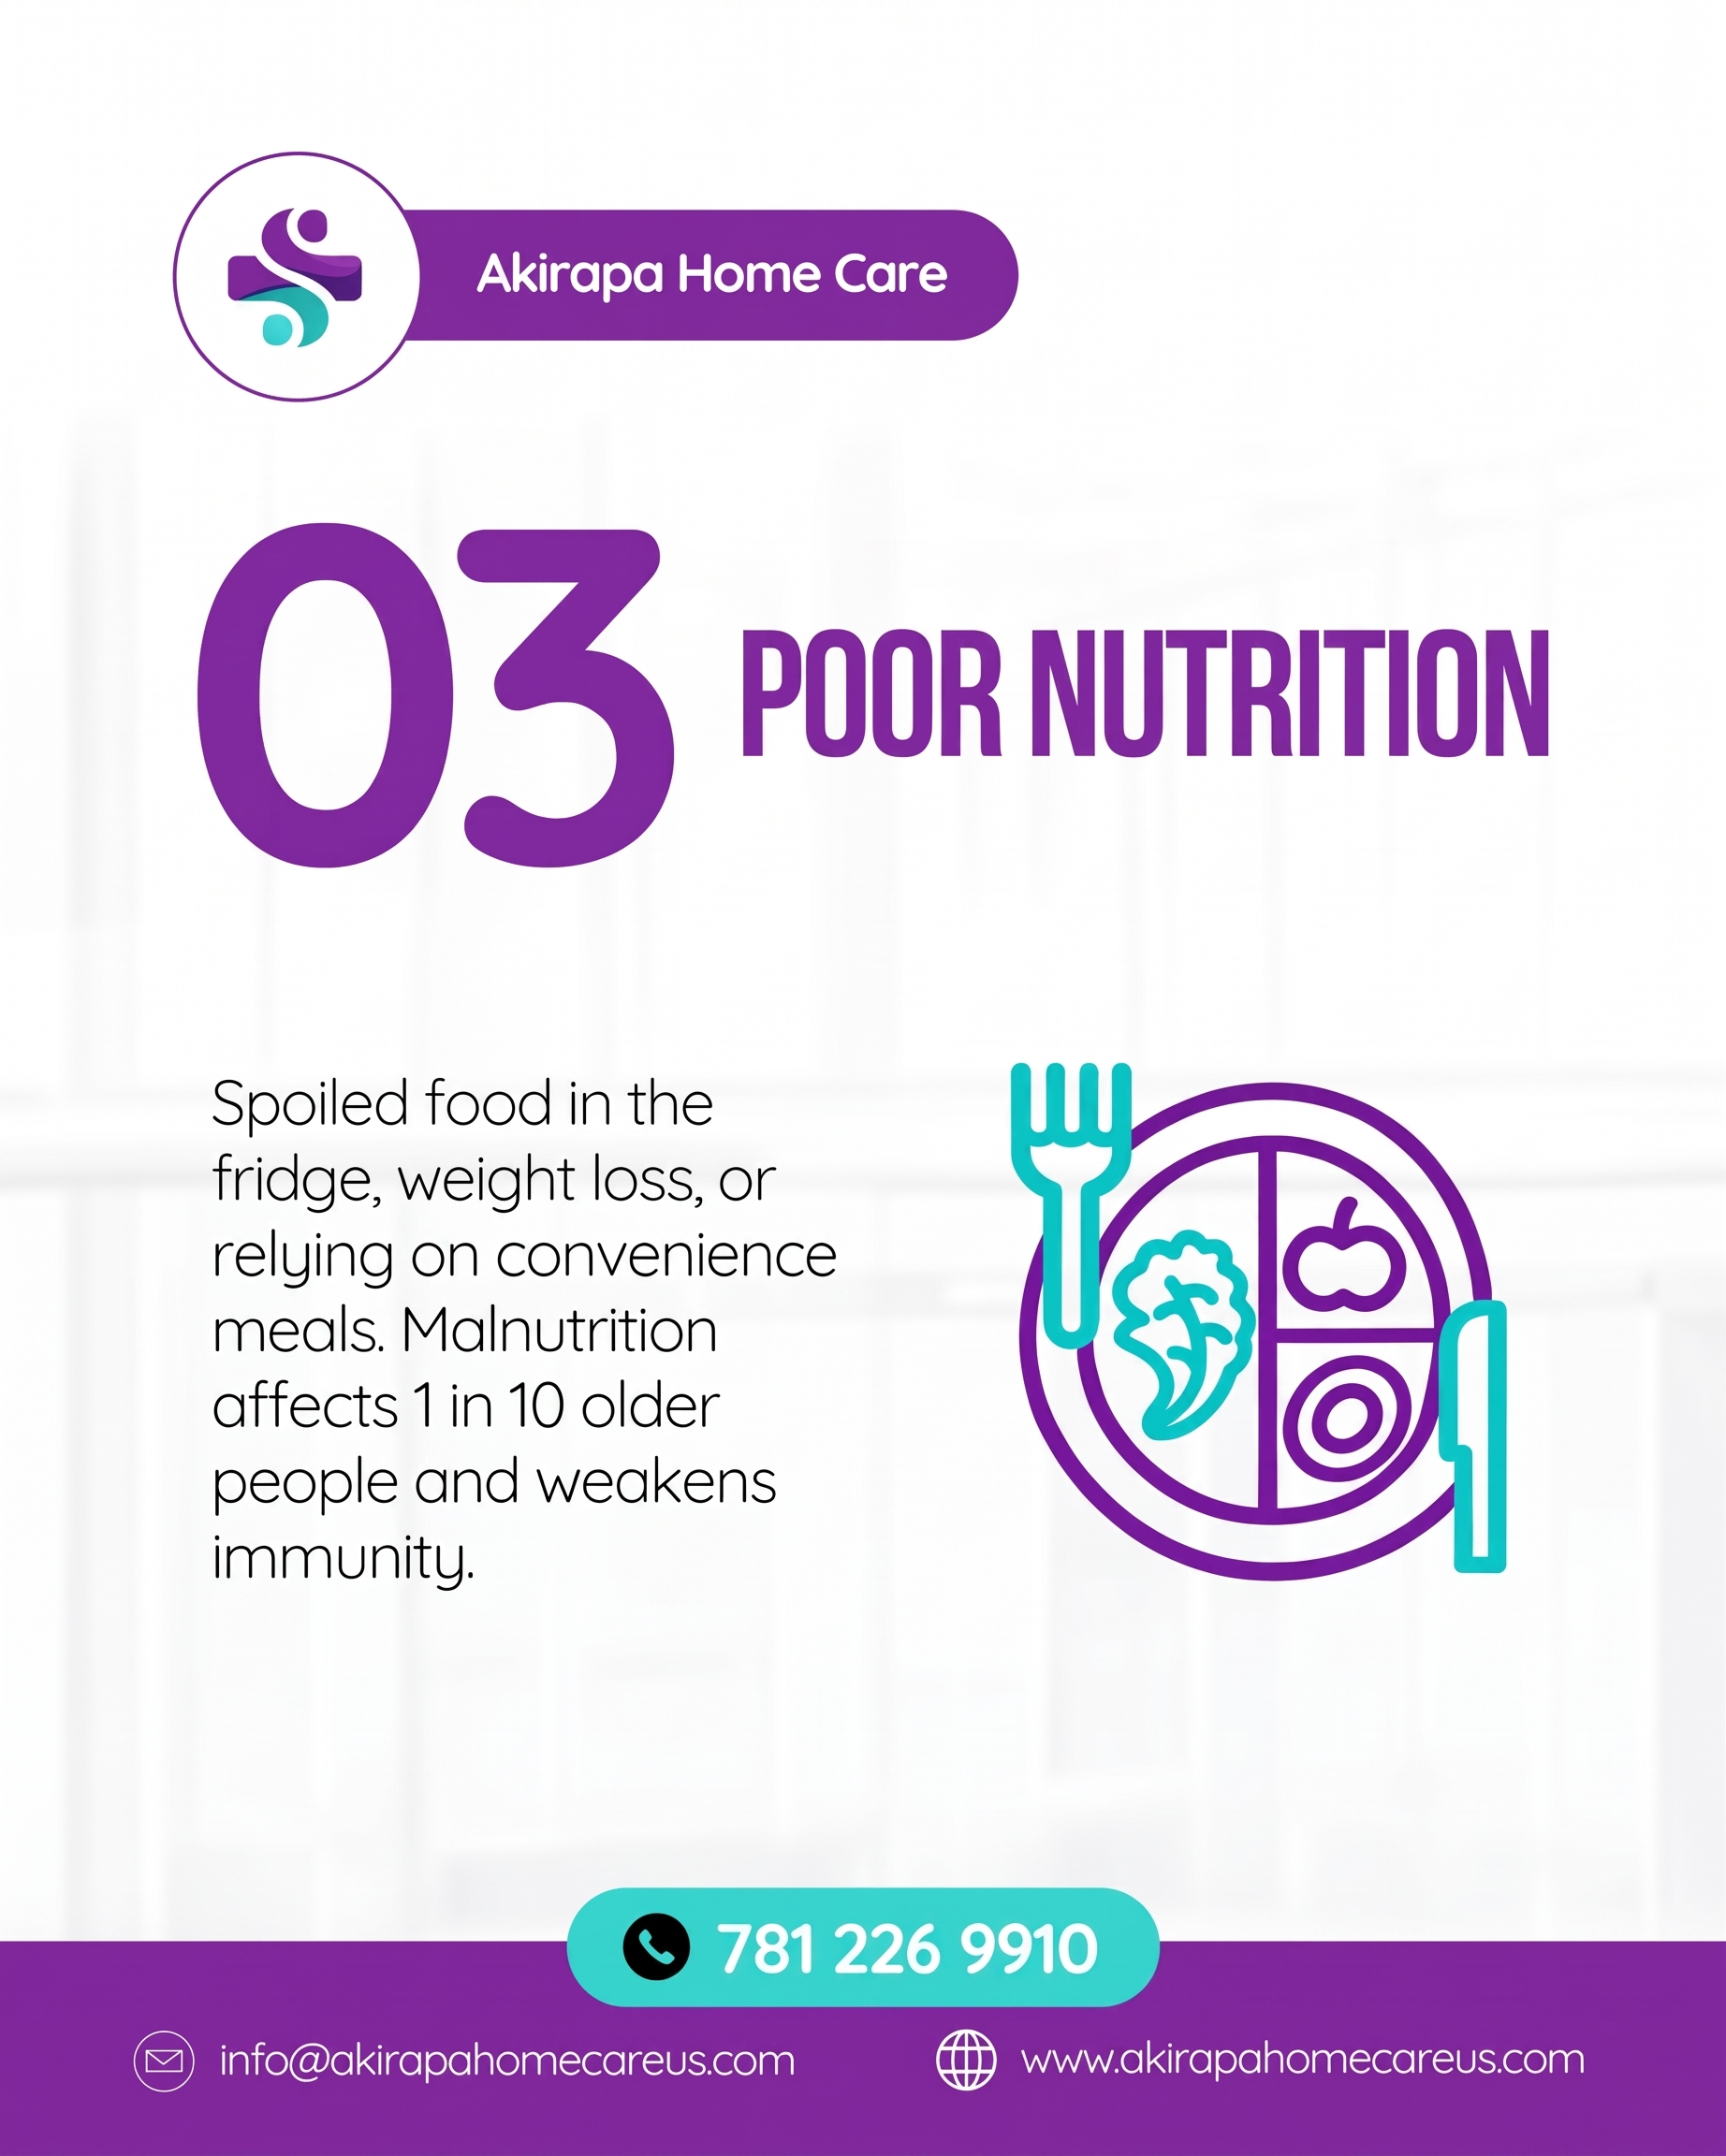 Akirapa Home Care
03 POOR NUTRITION
Spoiled food in the
fridge, weight loss, or
relying on convenience
meals. Malnutrition
affects 1 in 10 older
people and weakens
immunity.
781 226 9910
info@akirapahomecareus.com
www.akirapahomecareus.com